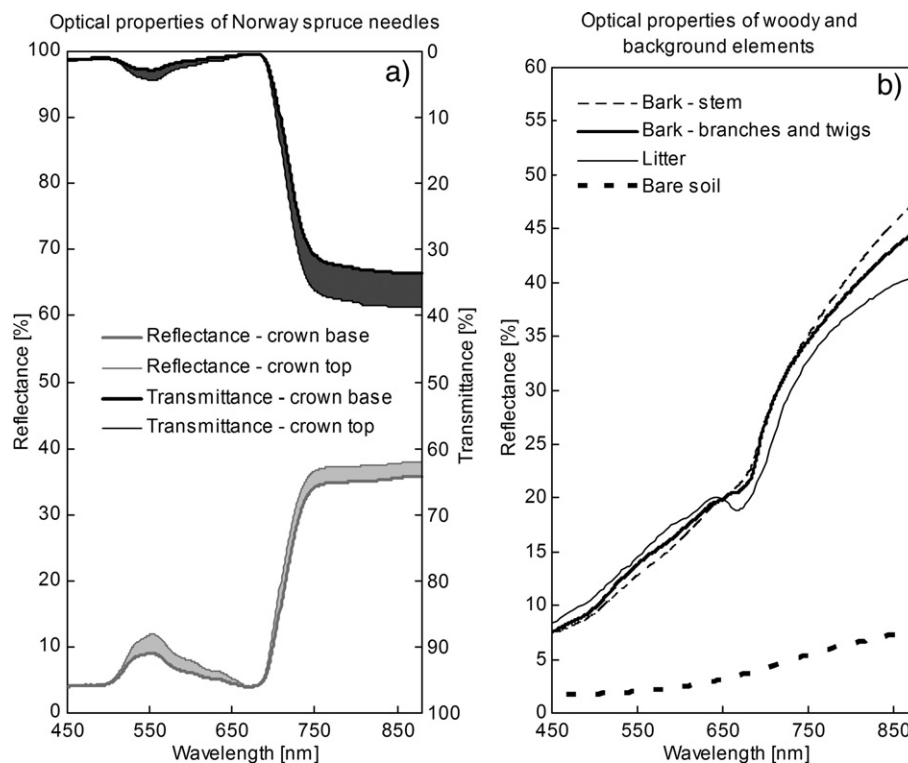 Optical properties of Norway spruce needles
a)
100
90
80
70
60
50
40
30
20
10
0
Reflectance [%]
0
10
20
30
40
50
60
70
80
90
100
Transmittance [%]
Reflectance - crown base
Reflectance - crown top
Transmittance - crown base
Transmittance - crown top
450
550
650
750
850
Wavelength [nm]
Optical properties of woody and
background elements
b)
60
55
50
45
40
35
30
25
20
15
10
5
0
Reflectance [%]
Bark - stem
Bark - branches and twigs
Litter
Bare soil
450
550
650
750
850
Wavelength [nm]